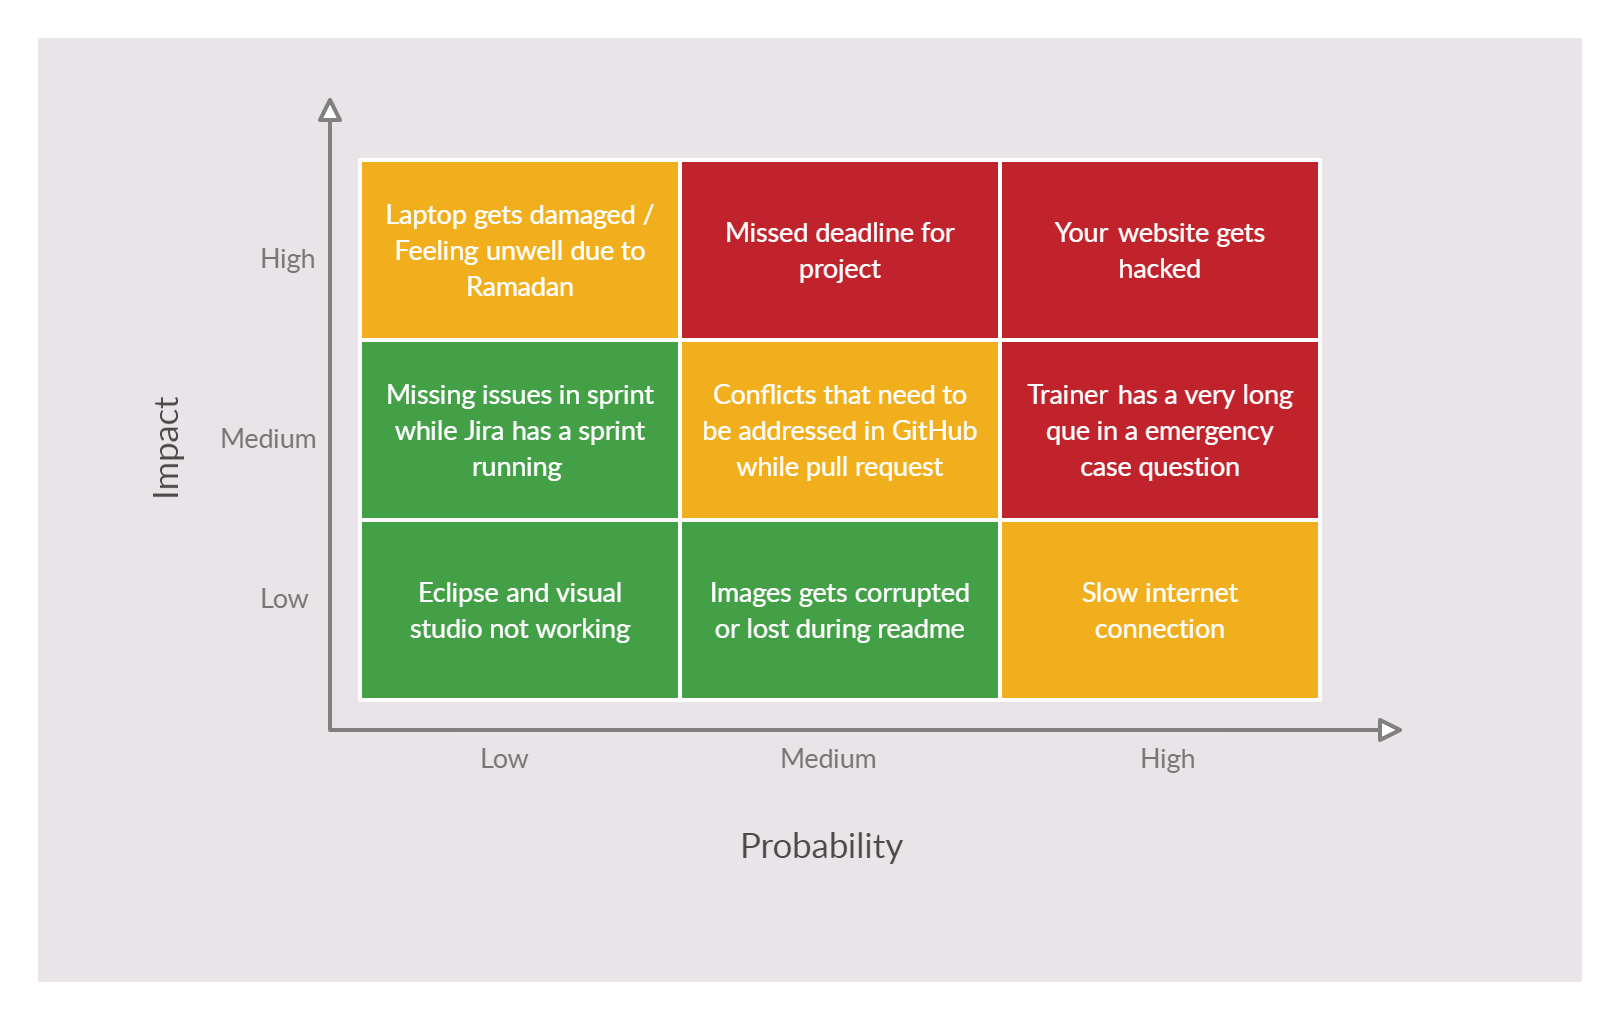 High
Laptop gets damaged /
Feeling unwell due to
Ramadan
Missed deadline for
project
Your website gets
hacked
Impact
Medium
Missing issues in sprint
while Jira has a sprint
running
Conflicts that need to
be addressed in GitHub
while pull request
Trainer has a very long
que in a emergency
case question
Low
Eclipse and visual
studio not working
Images gets corrupted
or lost during readme
Slow internet
connection
Low
Medium
High
Probability